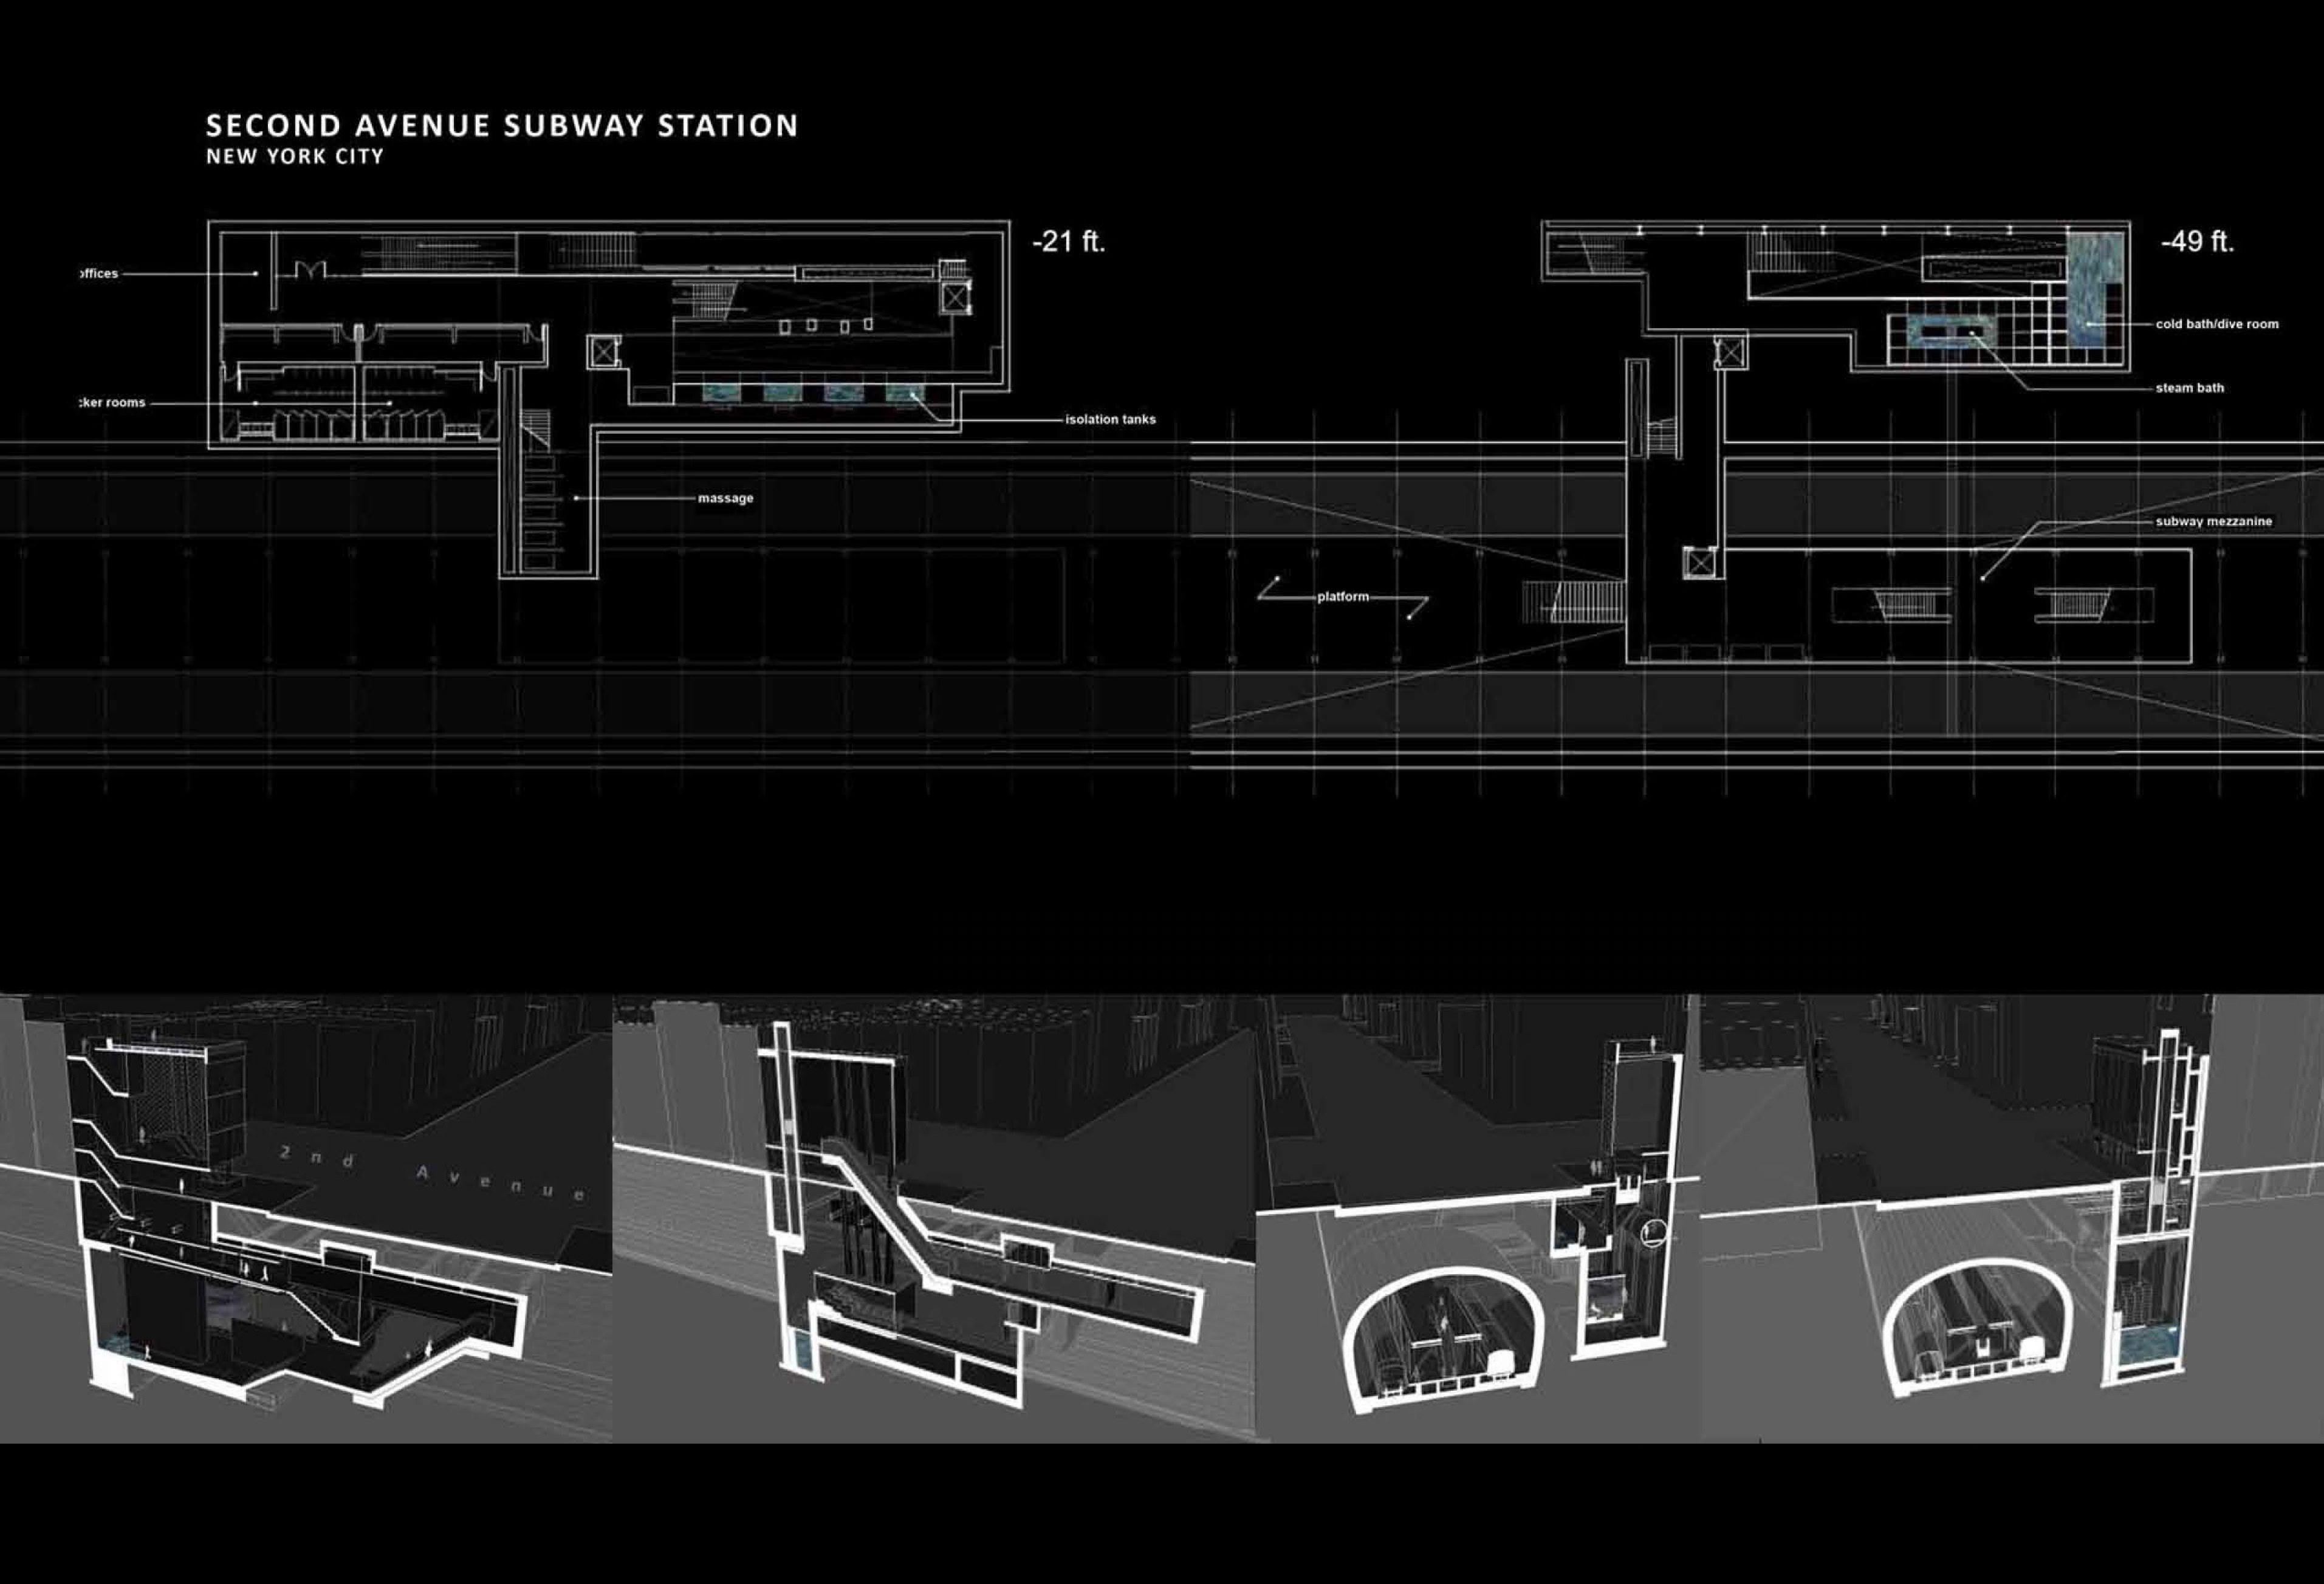 SECOND AVENUE SUBWAY STATION
NEW YORK CITY
-21 ft.
-49 ft.
offices
cold bath/dive room
steam bath
cker rooms
isolation tanks
massage
subway mezzanine
platform
2nd Avenue